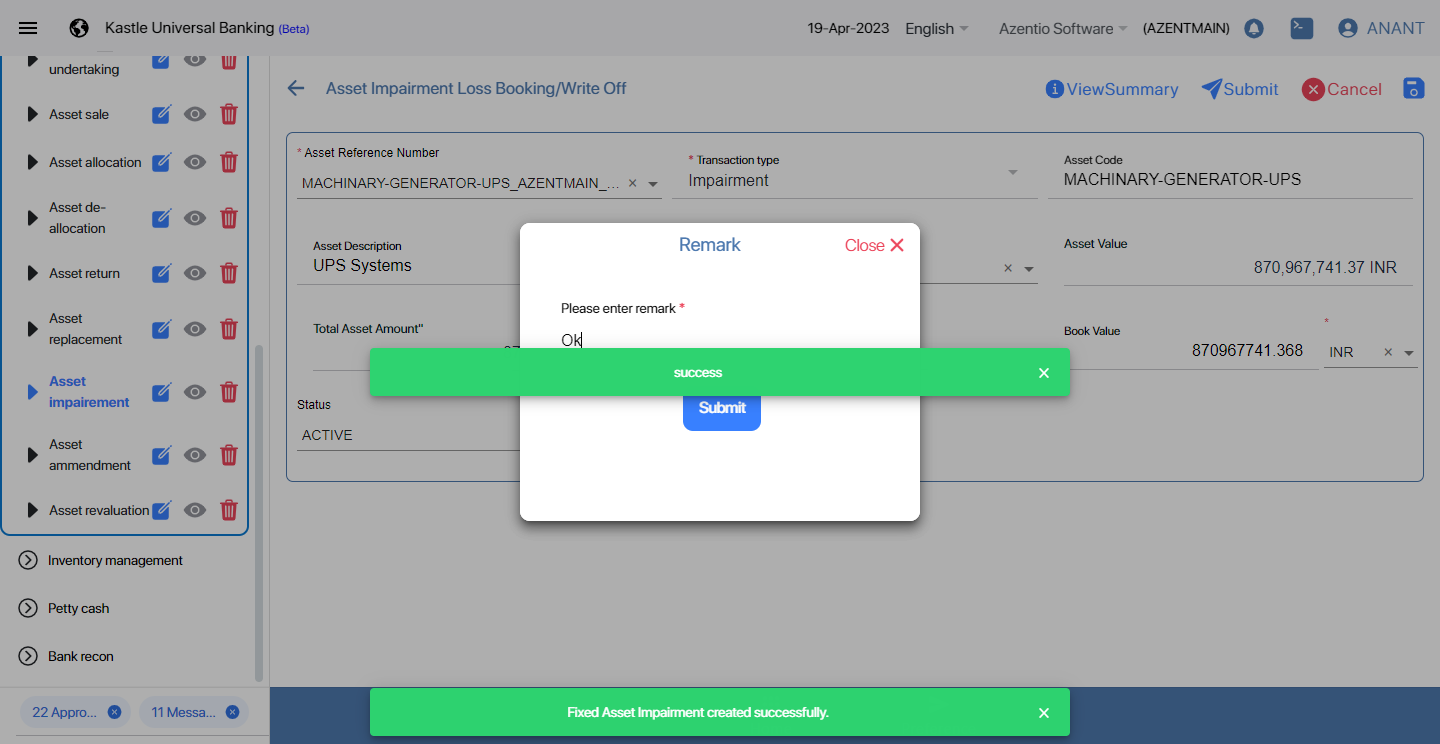 Kastle Universal Banking (Beta)
19-Apr-2023 English Azentio Software (AZENTMAIN) ANANT
undertaking
Asset sale
Asset allocation
Asset de-
allocation
Asset return
Asset
replacement
Asset
impairement
Asset
ammendment
Asset revaluation
Inventory management
Petty cash
Bank recon
22 Appro...
11 Messa...
Asset Impairment Loss Booking/Write Off
ViewSummary Submit Cancel
* Asset Reference Number
MACHINARY-GENERATOR-UPS_AZENTMAIN_...
* Transaction type
Impairment
Asset Code
MACHINARY-GENERATOR-UPS
Asset Description
UPS Systems
Asset Value
870,967,741.37 INR
Total Asset Amount"
Book Value
870967741.368
*
INR
Status
ACTIVE
Remark
Close
Please enter remark *
Ok
success
Submit
Fixed Asset Impairment created successfully.